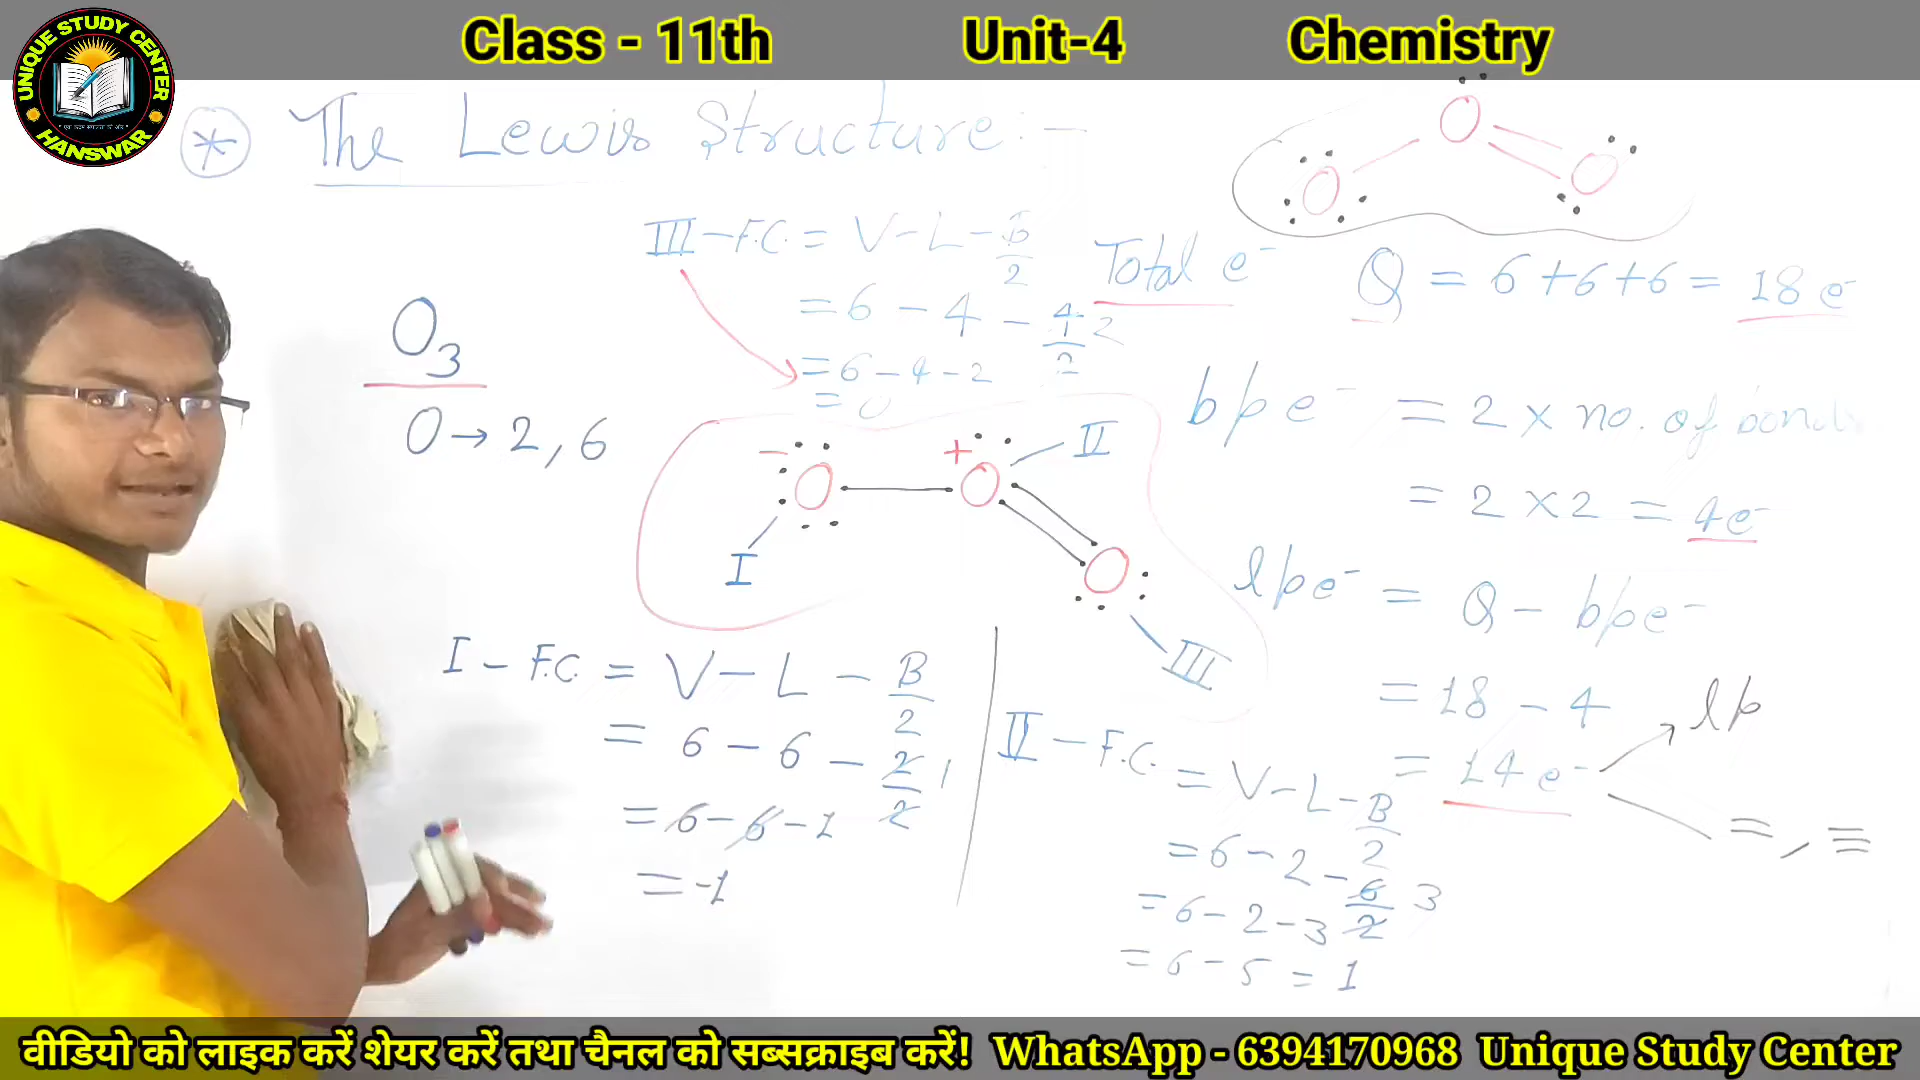 Class - 11th Unit-4 Chemistry
UNIQUE STUDY CENTER
HANSWAR
* The Lewis Structure:-
O O O
III - F.C. = V - L - B/2
= 6 - 4 - 4/2 2
= 6 - 4 - 2
= 0
Total e⁻ Q = 6 + 6 + 6 = 18 e⁻
O₃
O → 2, 6
bpe⁻ = 2 × no. of bond
= 2 × 2 = 4e⁻
− O + O II
I
O
III
lpe⁻ = Q - bpe⁻
= 18 - 4
= 14 e⁻ lp
= , ≡
I - F.C. = V - L - B/2
= 6 - 6 - 2/2 1
= 6 - 6 - 1
= -1
II - F.C. = V - L - B/2
= 6 - 2 - 6/2 3
= 6 - 2 - 3
= 6 - 5 = 1
वीडियो को लाइक करें शेयर करें तथा चैनल को सब्सक्राइब करें! WhatsApp - 6394170968 Unique Study Center